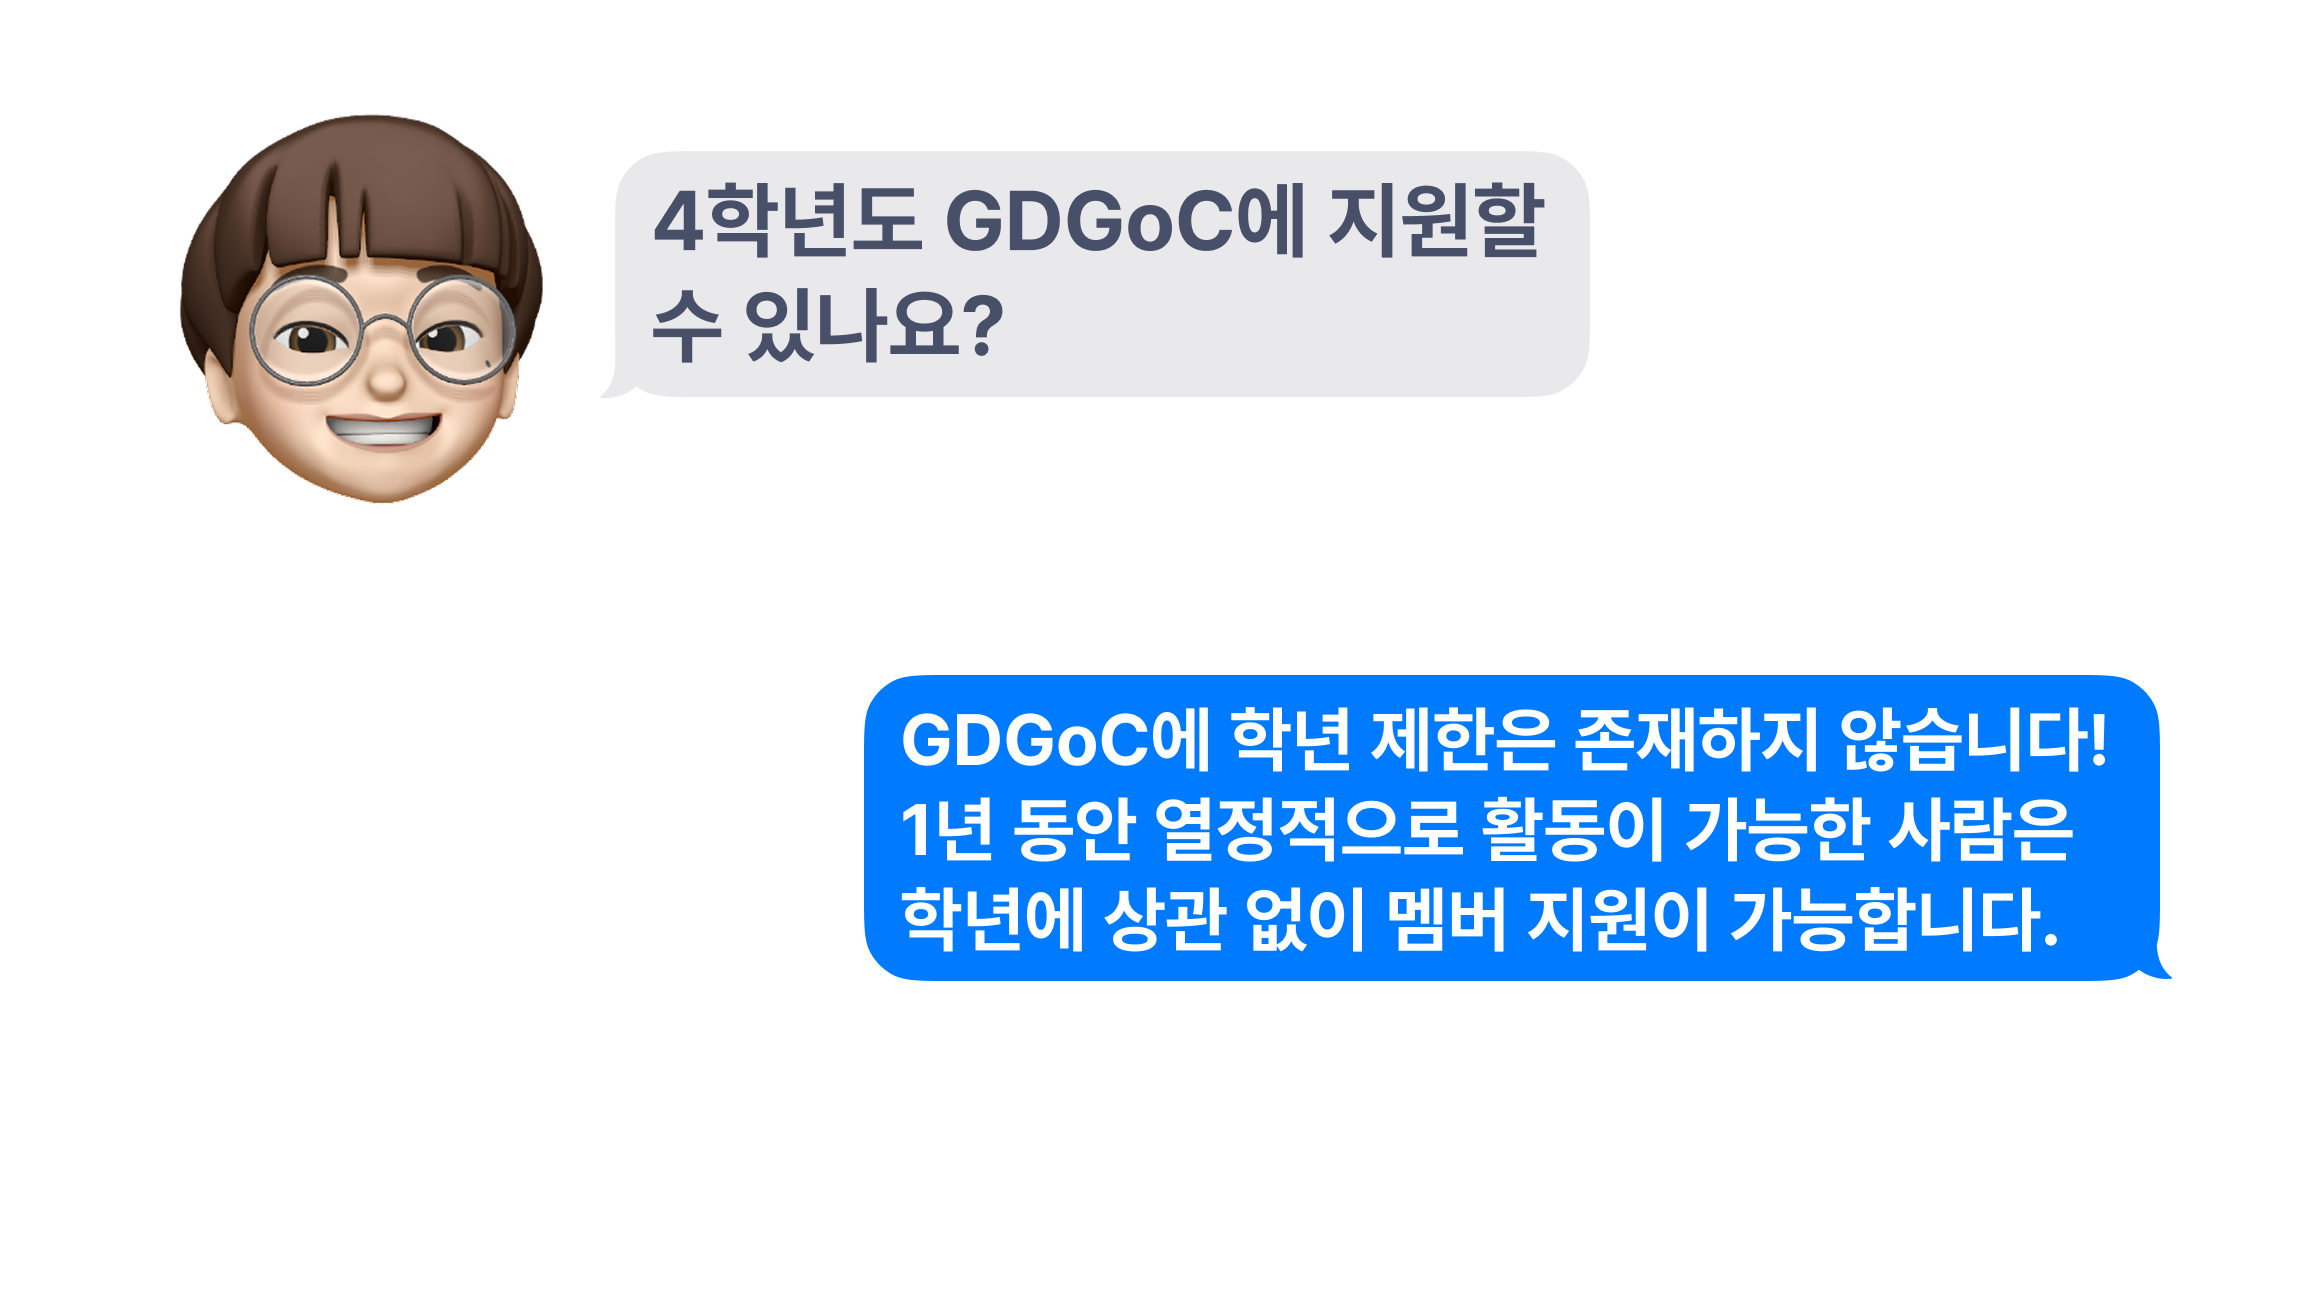 4학년도 GDGoC에 지원할
수 있나요?
GDGoC에 학년 제한은 존재하지 않습니다!
1년 동안 열정적으로 활동이 가능한 사람은
학년에 상관 없이 멤버 지원이 가능합니다.